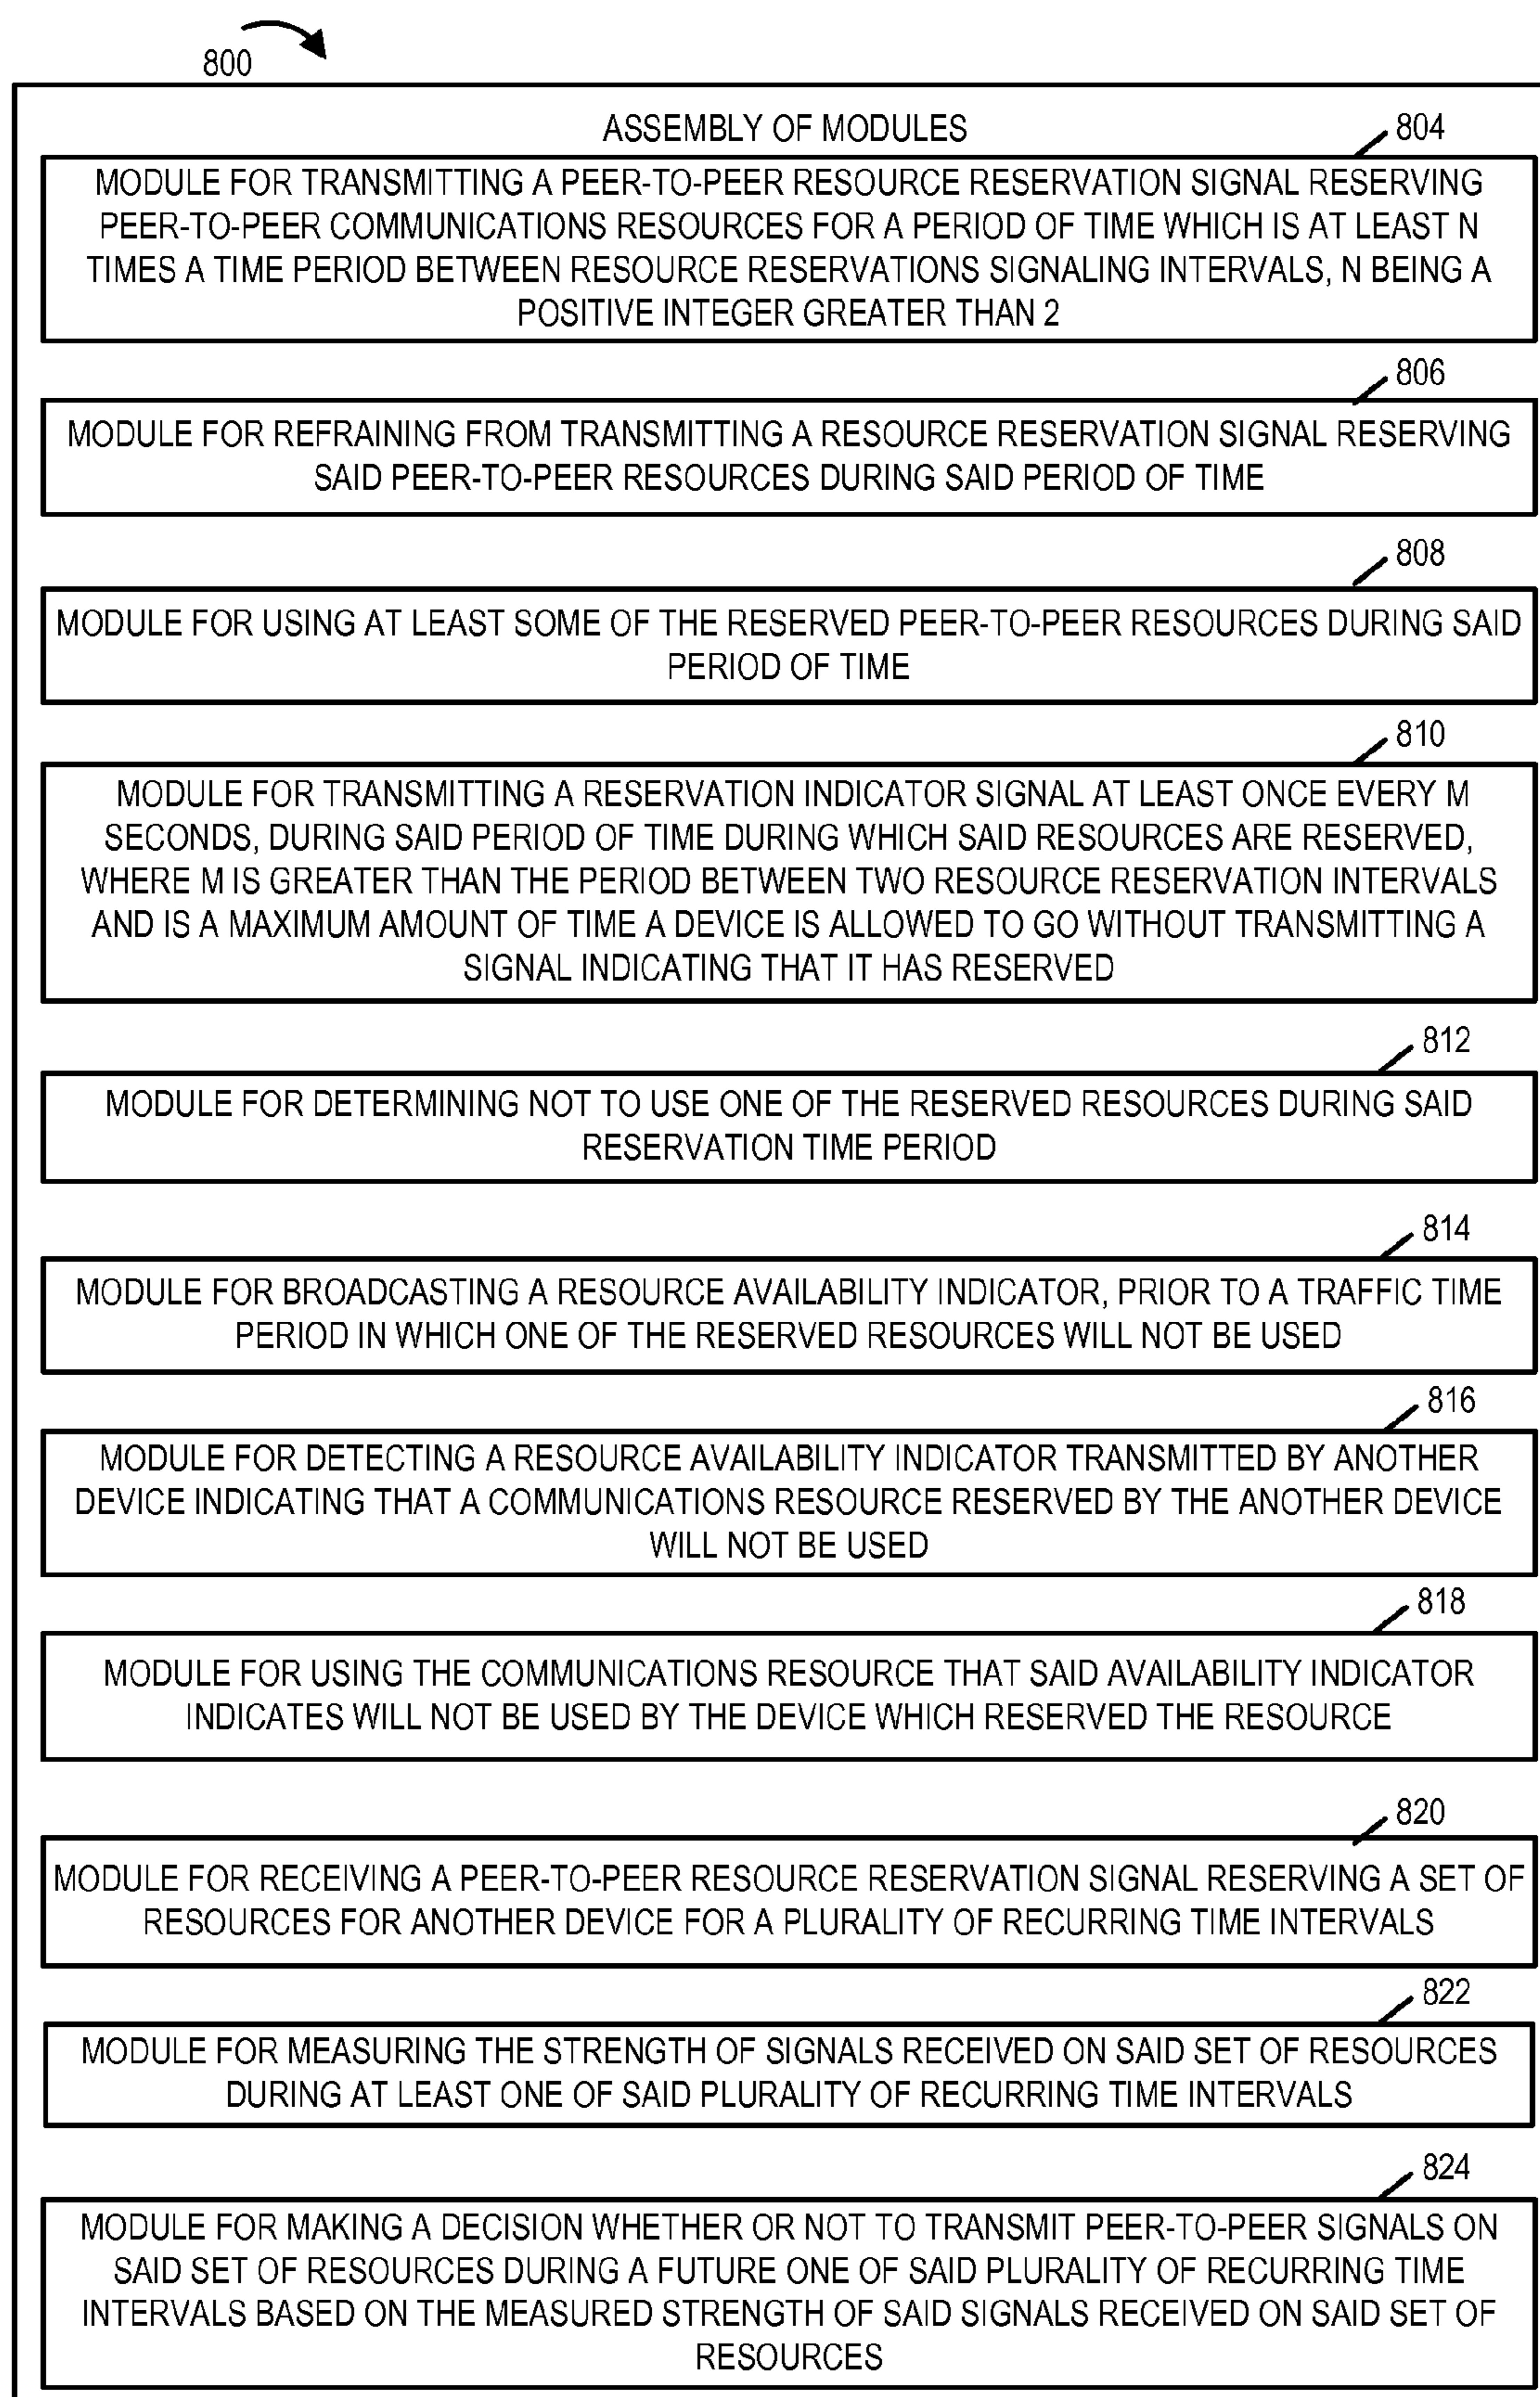 800
ASSEMBLY OF MODULES
804
MODULE FOR TRANSMITTING A PEER-TO-PEER RESOURCE RESERVATION SIGNAL RESERVING
PEER-TO-PEER COMMUNICATIONS RESOURCES FOR A PERIOD OF TIME WHICH IS AT LEAST N
TIMES A TIME PERIOD BETWEEN RESOURCE RESERVATIONS SIGNALING INTERVALS, N BEING A
POSITIVE INTEGER GREATER THAN 2
806
MODULE FOR REFRAINING FROM TRANSMITTING A RESOURCE RESERVATION SIGNAL RESERVING
SAID PEER-TO-PEER RESOURCES DURING SAID PERIOD OF TIME
808
MODULE FOR USING AT LEAST SOME OF THE RESERVED PEER-TO-PEER RESOURCES DURING SAID
PERIOD OF TIME
810
MODULE FOR TRANSMITTING A RESERVATION INDICATOR SIGNAL AT LEAST ONCE EVERY M
SECONDS, DURING SAID PERIOD OF TIME DURING WHICH SAID RESOURCES ARE RESERVED,
WHERE M IS GREATER THAN THE PERIOD BETWEEN TWO RESOURCE RESERVATION INTERVALS
AND IS A MAXIMUM AMOUNT OF TIME A DEVICE IS ALLOWED TO GO WITHOUT TRANSMITTING A
SIGNAL INDICATING THAT IT HAS RESERVED
812
MODULE FOR DETERMINING NOT TO USE ONE OF THE RESERVED RESOURCES DURING SAID
RESERVATION TIME PERIOD
814
MODULE FOR BROADCASTING A RESOURCE AVAILABILITY INDICATOR, PRIOR TO A TRAFFIC TIME
PERIOD IN WHICH ONE OF THE RESERVED RESOURCES WILL NOT BE USED
816
MODULE FOR DETECTING A RESOURCE AVAILABILITY INDICATOR TRANSMITTED BY ANOTHER
DEVICE INDICATING THAT A COMMUNICATIONS RESOURCE RESERVED BY THE ANOTHER DEVICE
WILL NOT BE USED
818
MODULE FOR USING THE COMMUNICATIONS RESOURCE THAT SAID AVAILABILITY INDICATOR
INDICATES WILL NOT BE USED BY THE DEVICE WHICH RESERVED THE RESOURCE
820
MODULE FOR RECEIVING A PEER-TO-PEER RESOURCE RESERVATION SIGNAL RESERVING A SET OF
RESOURCES FOR ANOTHER DEVICE FOR A PLURALITY OF RECURRING TIME INTERVALS
822
MODULE FOR MEASURING THE STRENGTH OF SIGNALS RECEIVED ON SAID SET OF RESOURCES
DURING AT LEAST ONE OF SAID PLURALITY OF RECURRING TIME INTERVALS
824
MODULE FOR MAKING A DECISION WHETHER OR NOT TO TRANSMIT PEER-TO-PEER SIGNALS ON
SAID SET OF RESOURCES DURING A FUTURE ONE OF SAID PLURALITY OF RECURRING TIME
INTERVALS BASED ON THE MEASURED STRENGTH OF SAID SIGNALS RECEIVED ON SAID SET OF
RESOURCES